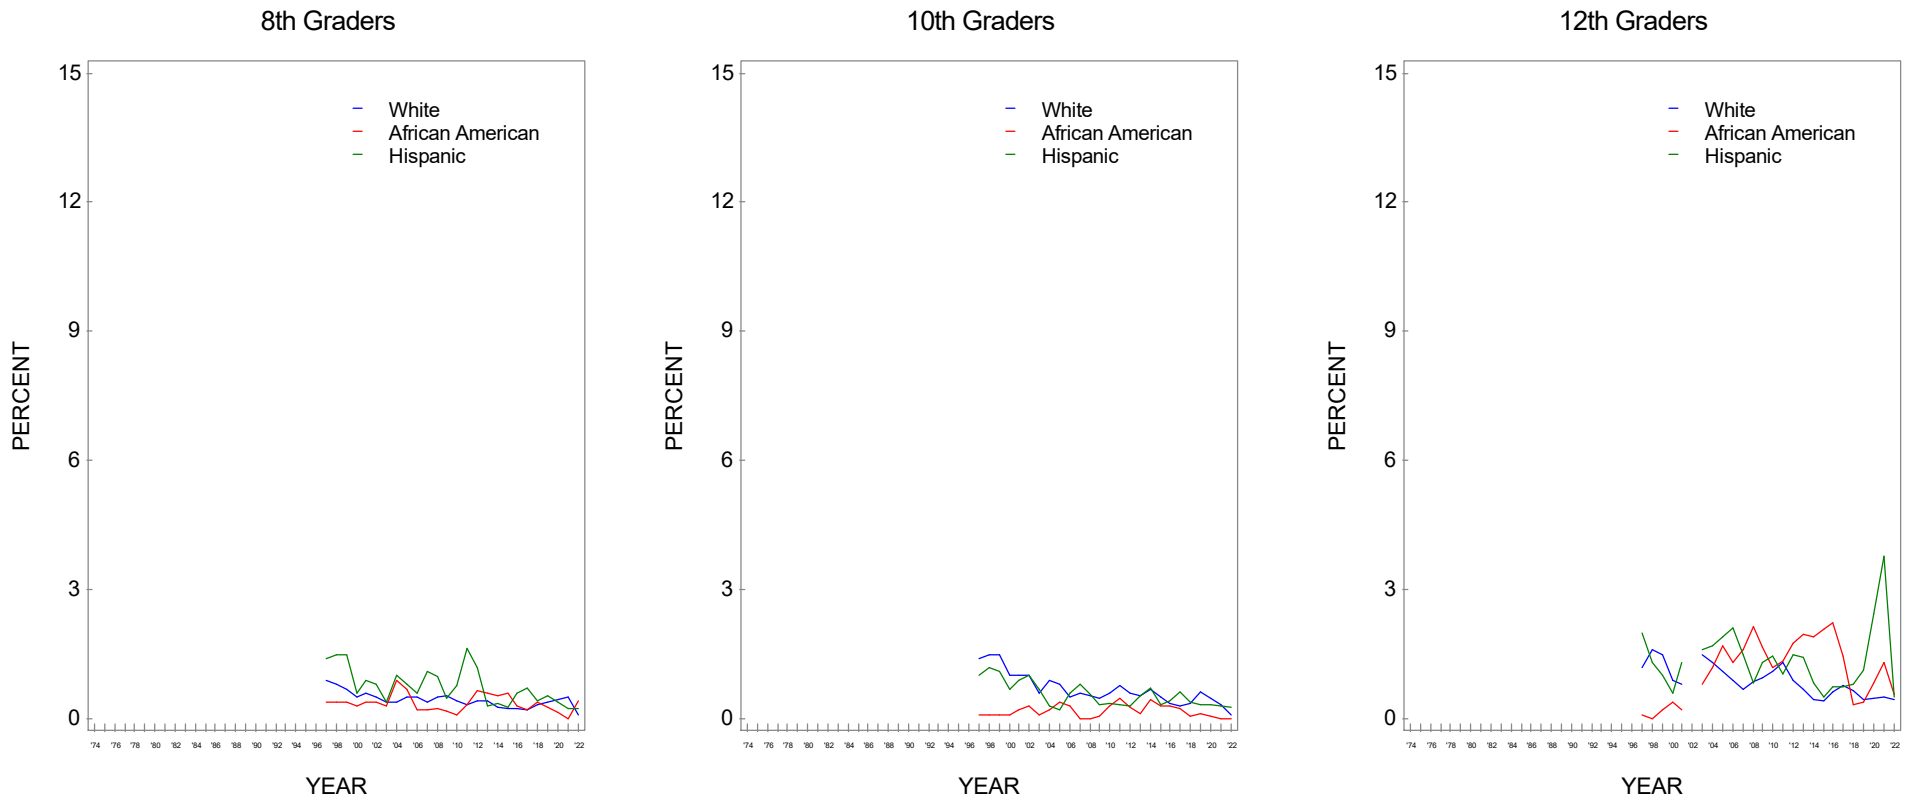 8th Graders
15
12
9
6
3
0
PERCENT
White
African American
Hispanic
'74 '76 '78 '80 '82 '84 '86 '88 '90 '92 '94 '96 '98 '00 '02 '04 '06 '08 '10 '12 '14 '16 '18 '20 '22
YEAR
10th Graders
15
12
9
6
3
0
PERCENT
White
African American
Hispanic
'74 '76 '78 '80 '82 '84 '86 '88 '90 '92 '94 '96 '98 '00 '02 '04 '06 '08 '10 '12 '14 '16 '18 '20 '22
YEAR
12th Graders
15
12
9
6
3
0
PERCENT
White
African American
Hispanic
'74 '76 '78 '80 '82 '84 '86 '88 '90 '92 '94 '96 '98 '00 '02 '04 '06 '08 '10 '12 '14 '16 '18 '20 '22
YEAR